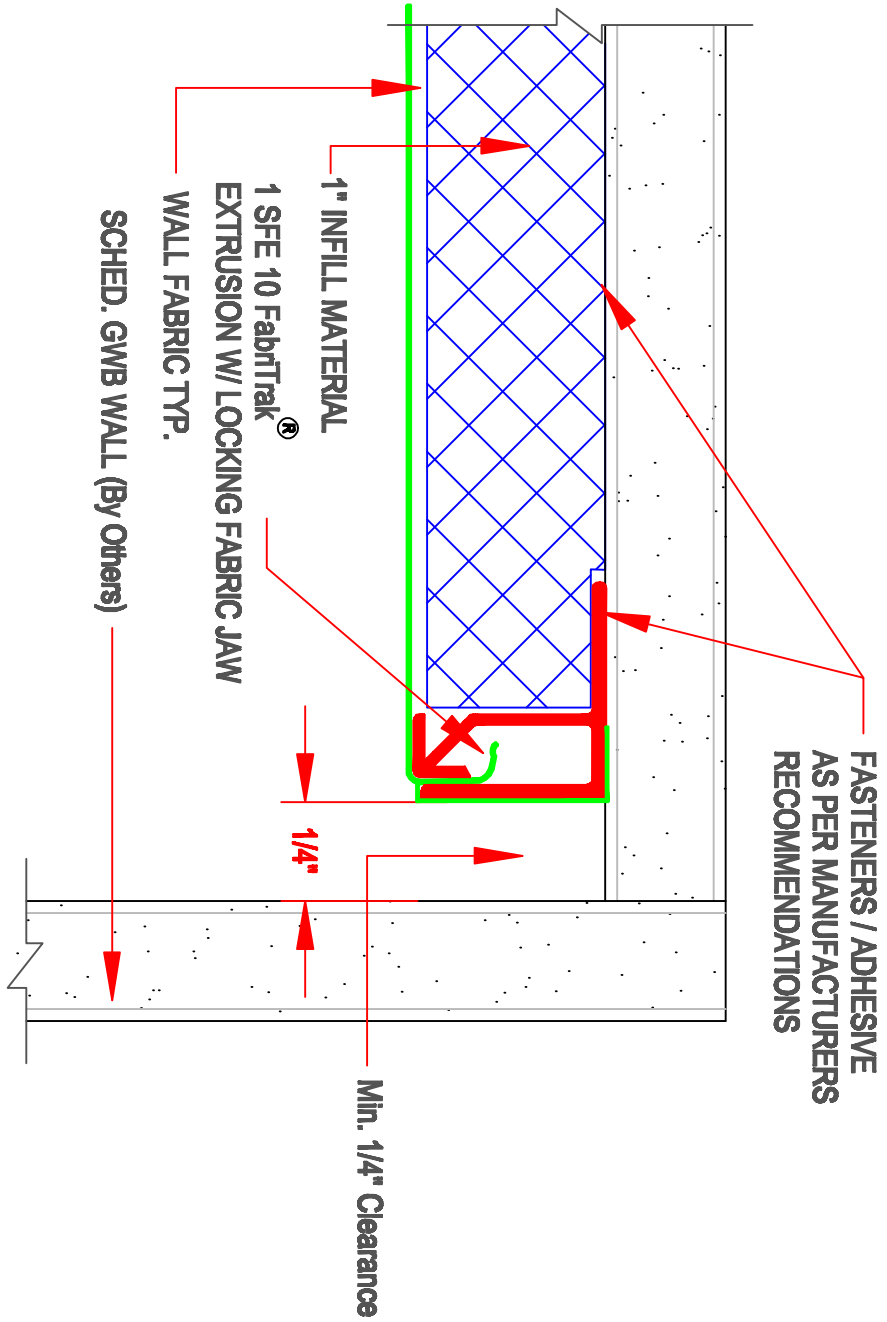 FASTENERS / ADHESIVE
AS PER MANUFACTURERS
RECOMMENDATIONS
Min. 1/4" Clearance
1/4"
1" INFILL MATERIAL
1 SFE 10 FabriTrak ®
EXTRUSION W/ LOCKING FABRIC JAW
WALL FABRIC TYP.
SCHED. GWB WALL (By Others)